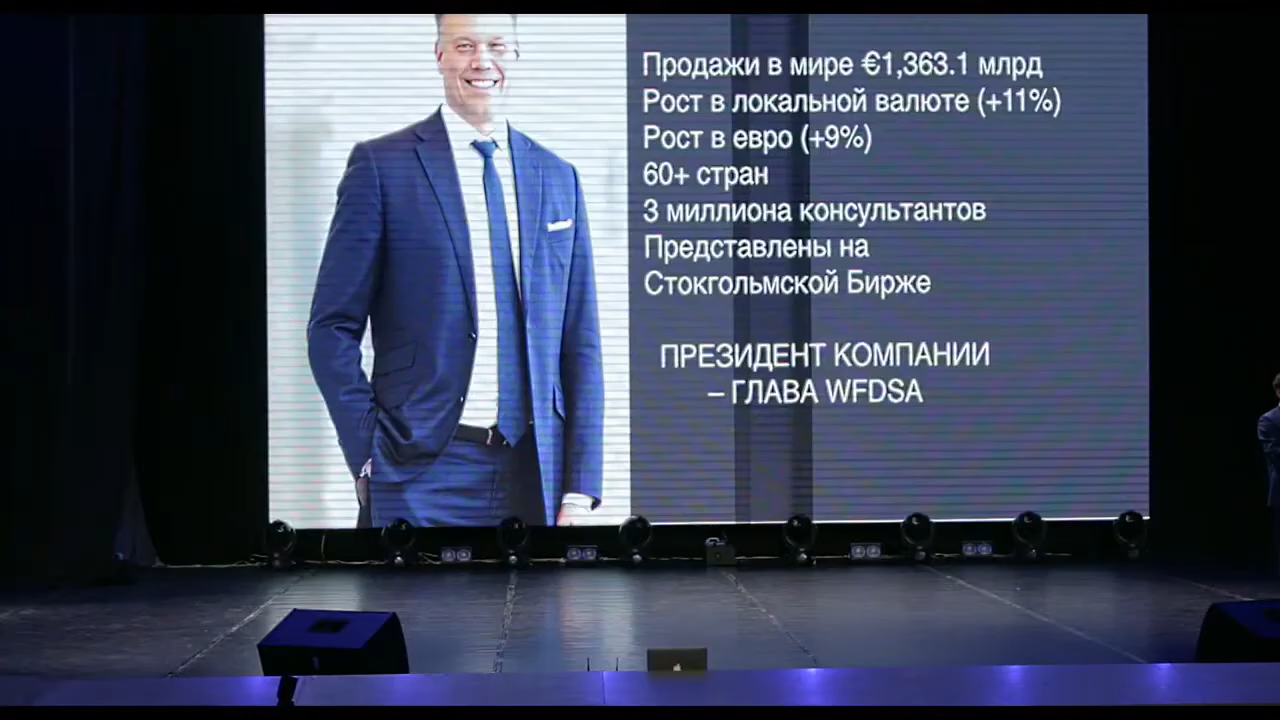 Продажи в мире €1,363.1 млрд
Рост в локальной валюте (+11%)
Рост в евро (+9%)
60+ стран
3 миллиона консультантов
Представлены на
Стокгольмской Бирже
ПРЕЗИДЕНТ КОМПАНИИ
– ГЛАВА WFDSA